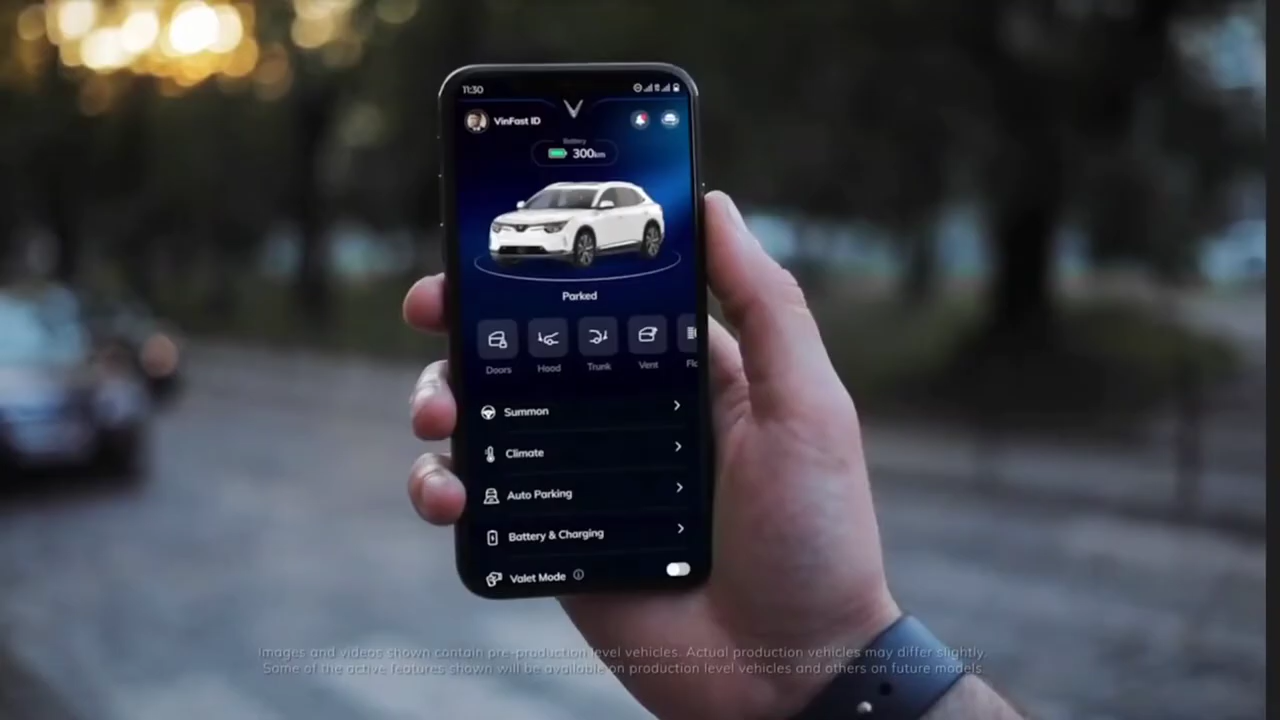 11:30
VinFast ID
Battery
300km
Parked
Doors
Hood
Trunk
Vent
Summon
Climate
Auto Parking
Battery & Charging
Valet Mode
Images and videos shown contain pre-production level vehicles. Actual production vehicles may differ slightly.
Some of the active features shown will be available on production level vehicles and others on future models